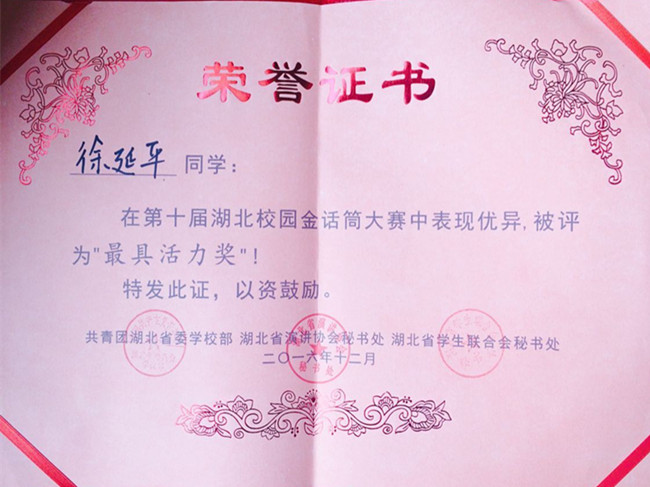 荣誉证书
徐延平 同学：
在第十届湖北校园金话筒大赛中表现优异,被评
为"最具活力奖"！
特发此证，以资鼓励。
共青团湖北省委学校部 湖北省演讲协会秘书处 湖北省学生联合会秘书处
二〇一六年十二月
秘书处